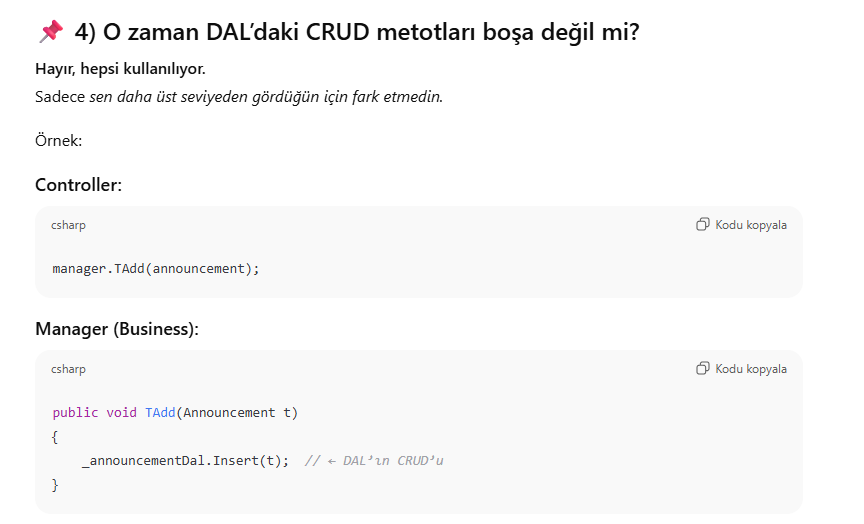 📌 4) O zaman DAL’daki CRUD metotları boşa değil mi?
Hayır, hepsi kullanılıyor.
Sadece sen daha üst seviyeden gördüğün için fark etmedin.
Örnek:
Controller:
csharp
Kodu kopyala
manager.TAdd(announcement);
Manager (Business):
csharp
Kodu kopyala
public void TAdd(Announcement t)
{
    _announcementDal.Insert(t);  // ← DAL’ın CRUD’u
}